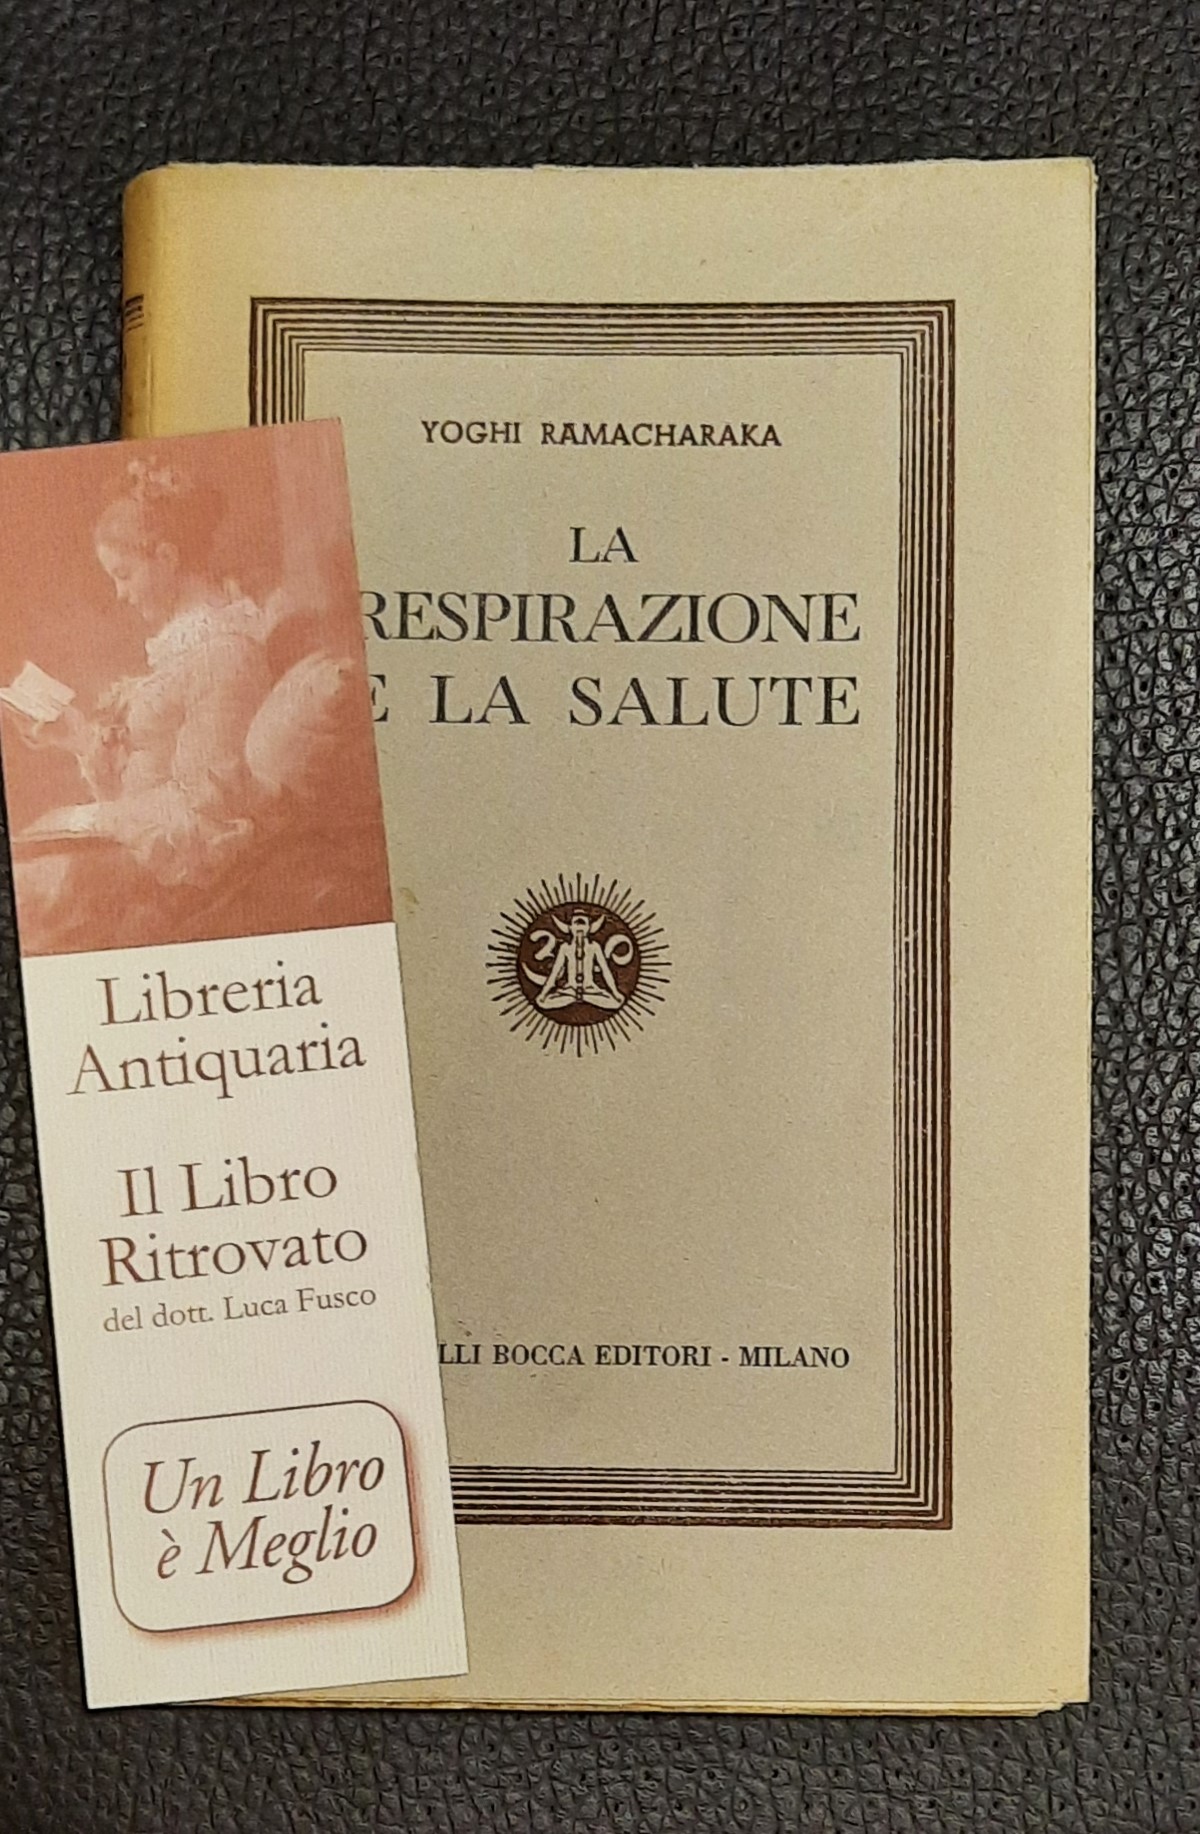 YOGHI RAMACHARAKA
LA
RESPIRAZIONE
E LA SALUTE
LLI BOCCA EDITORI - MILANO
Libreria
Antiquaria
Il Libro
Ritrovato
del dott. Luca Fusco
Un Libro
è Meglio